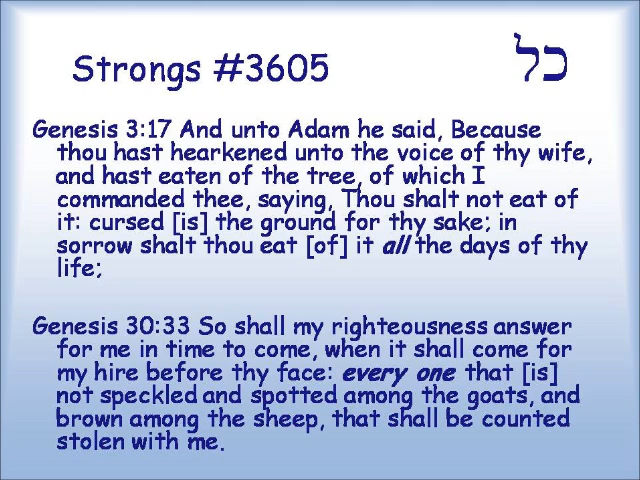 Strongs #3605 כל
Genesis 3:17 And unto Adam he said, Because
thou hast hearkened unto the voice of thy wife,
and hast eaten of the tree, of which I
commanded thee, saying, Thou shalt not eat of
it: cursed [is] the ground for thy sake; in
sorrow shalt thou eat [of] it all the days of thy
life;
Genesis 30:33 So shall my righteousness answer
for me in time to come, when it shall come for
my hire before thy face: every one that [is]
not speckled and spotted among the goats, and
brown among the sheep, that shall be counted
stolen with me.